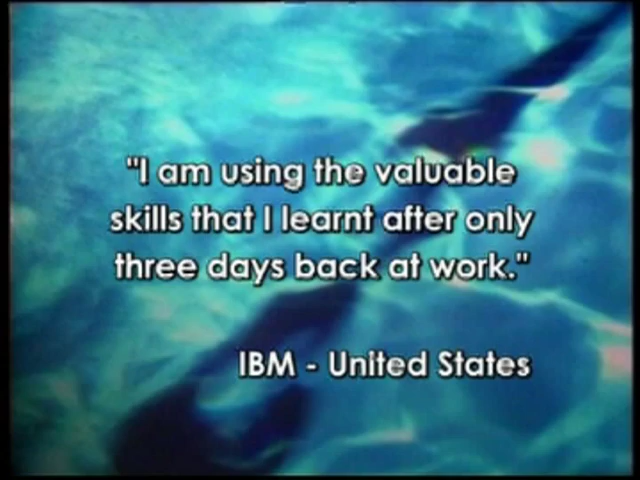 "I am using the valuable
skills that I learnt after only
three days back at work."
IBM - United States